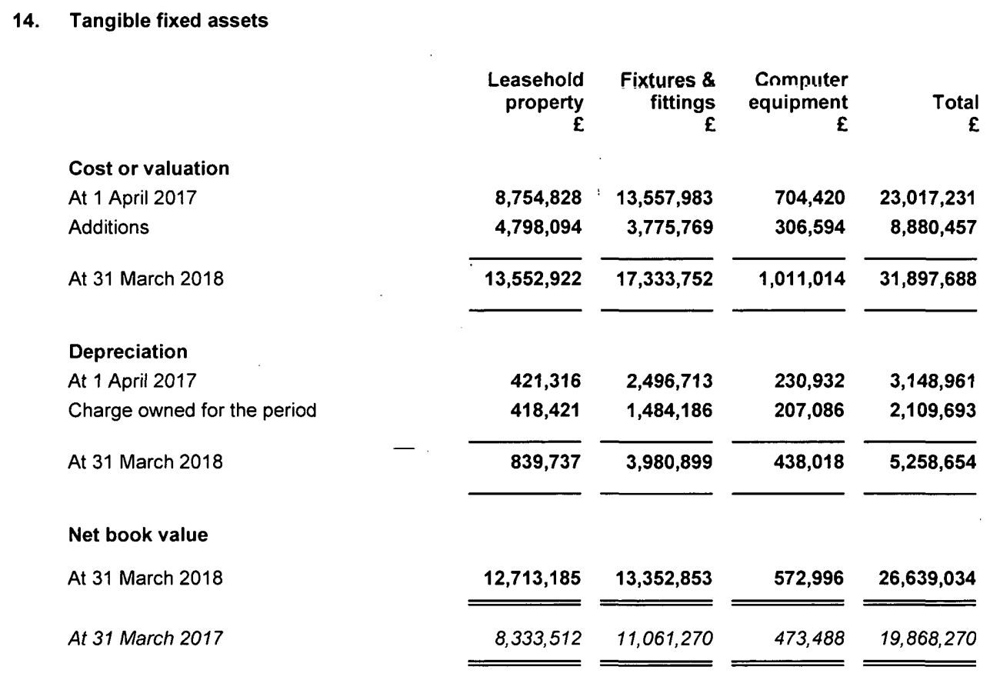 14. Tangible fixed assets
Leasehold Fixtures & Computer
property fittings equipment Total
£ £ £ £
Cost or valuation
At 1 April 2017 8,754,828 13,557,983 704,420 23,017,231
Additions 4,798,094 3,775,769 306,594 8,880,457
At 31 March 2018 13,552,922 17,333,752 1,011,014 31,897,688
Depreciation
At 1 April 2017 421,316 2,496,713 230,932 3,148,961
Charge owned for the period 418,421 1,484,186 207,086 2,109,693
At 31 March 2018 839,737 3,980,899 438,018 5,258,654
Net book value
At 31 March 2018 12,713,185 13,352,853 572,996 26,639,034
At 31 March 2017 8,333,512 11,061,270 473,488 19,868,270